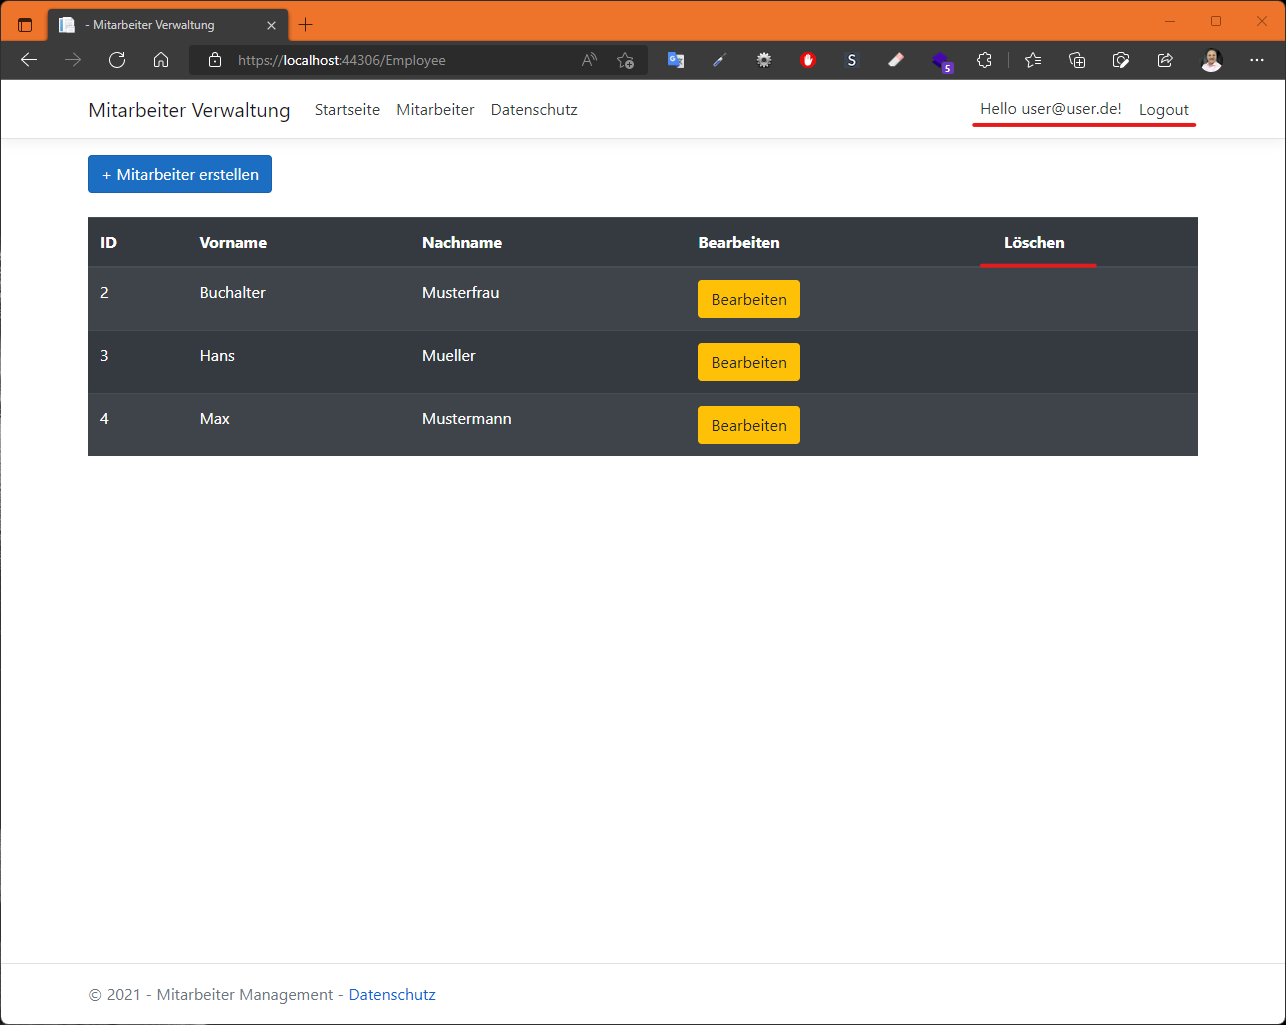 - Mitarbeiter Verwaltung
https://localhost:44306/Employee
5
Mitarbeiter Verwaltung Startseite Mitarbeiter Datenschutz Hello user@user.de! Logout
+ Mitarbeiter erstellen
ID Vorname Nachname Bearbeiten Löschen
2 Buchalter Musterfrau Bearbeiten
3 Hans Mueller Bearbeiten
4 Max Mustermann Bearbeiten
© 2021 - Mitarbeiter Management - Datenschutz